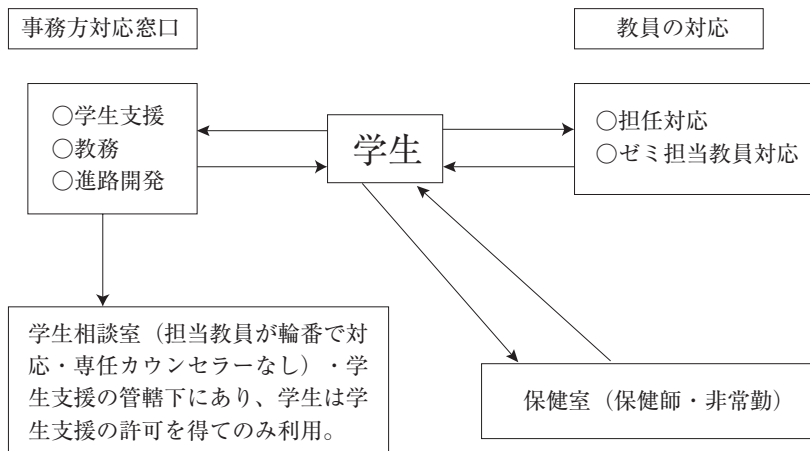 事務方対応窓口
教員の対応
○学生支援
○教務
○進路開発
学生
○担任対応
○ゼミ担当教員対応
学生相談室（担当教員が輪番で対
応・専任カウンセラーなし）・学
生支援の管轄下にあり、学生は学
生支援の許可を得てのみ利用。
保健室（保健師・非常勤）